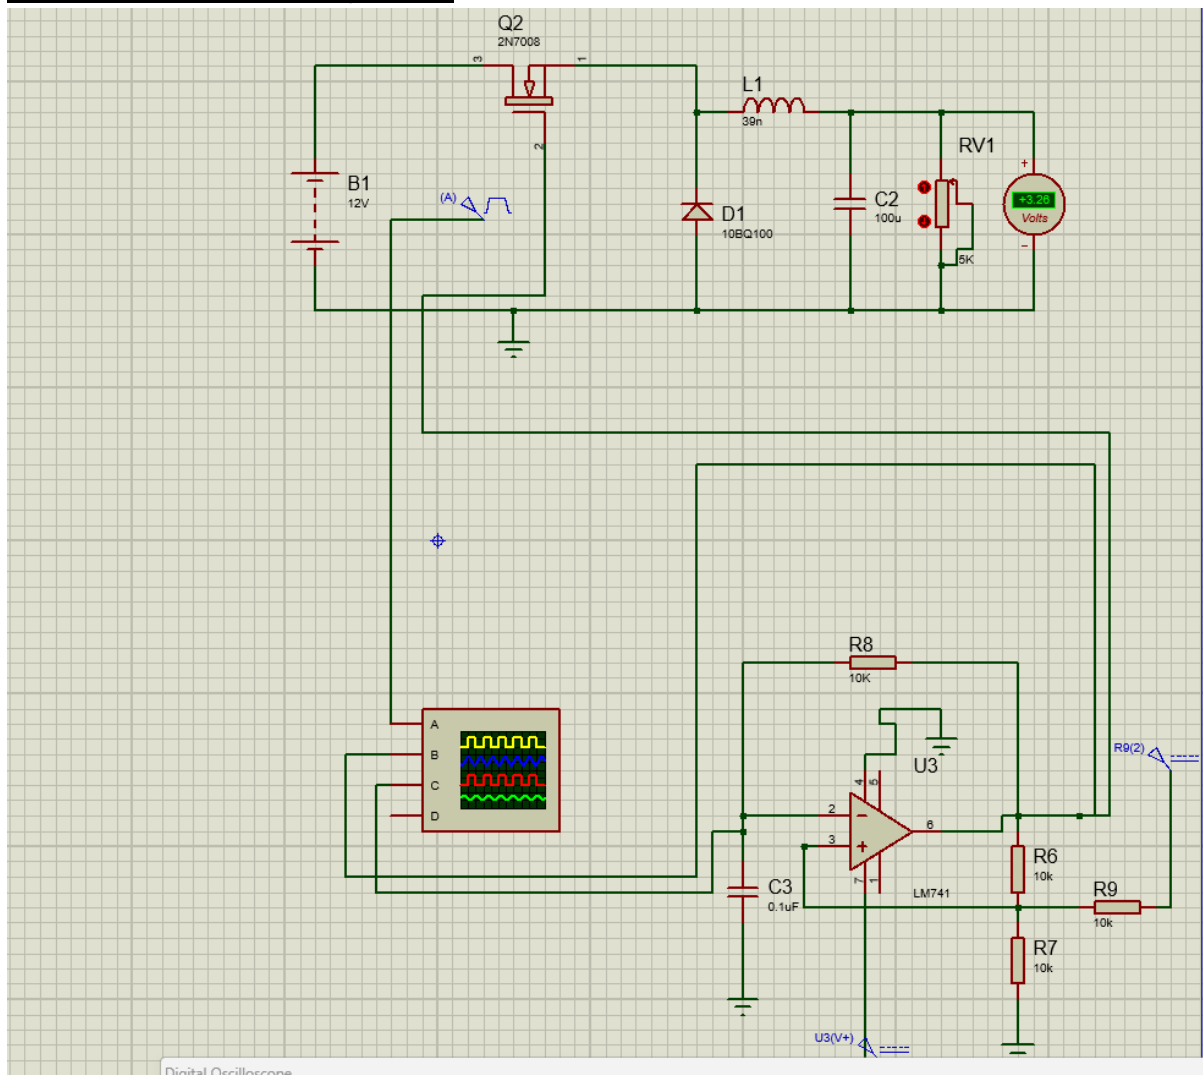 Q2
2N7008
3
1
2
B1
12V
(A)
L1
39n
D1
10BQ100
C2
100u
RV1
5K
+3.26
Volts
+
-
R8
10K
A
B
C
D
U3
4
5
2
3
6
7
1
LM741
C3
0.1uF
R6
10k
R7
10k
R9
10k
R9(2)
U3(V+)
Digital Oscilloscope